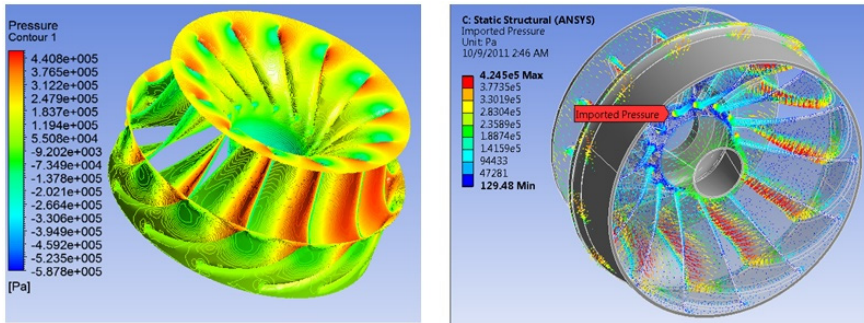 Pressure
Contour 1
4.408e+005
3.765e+005
3.122e+005
2.479e+005
1.837e+005
1.194e+005
5.508e+004
-9.202e+003
-7.349e+004
-1.378e+005
-2.021e+005
-2.664e+005
-3.306e+005
-3.949e+005
-4.592e+005
-5.235e+005
-5.878e+005
[Pa]
C: Static Structural (ANSYS)
Imported Pressure
Unit: Pa
10/9/2011 2:46 AM
4.245e5 Max
3.7735e5
3.3019e5
2.8304e5
2.3589e5
1.8874e5
1.4159e5
94433
47281
129.48 Min
Imported Pressure